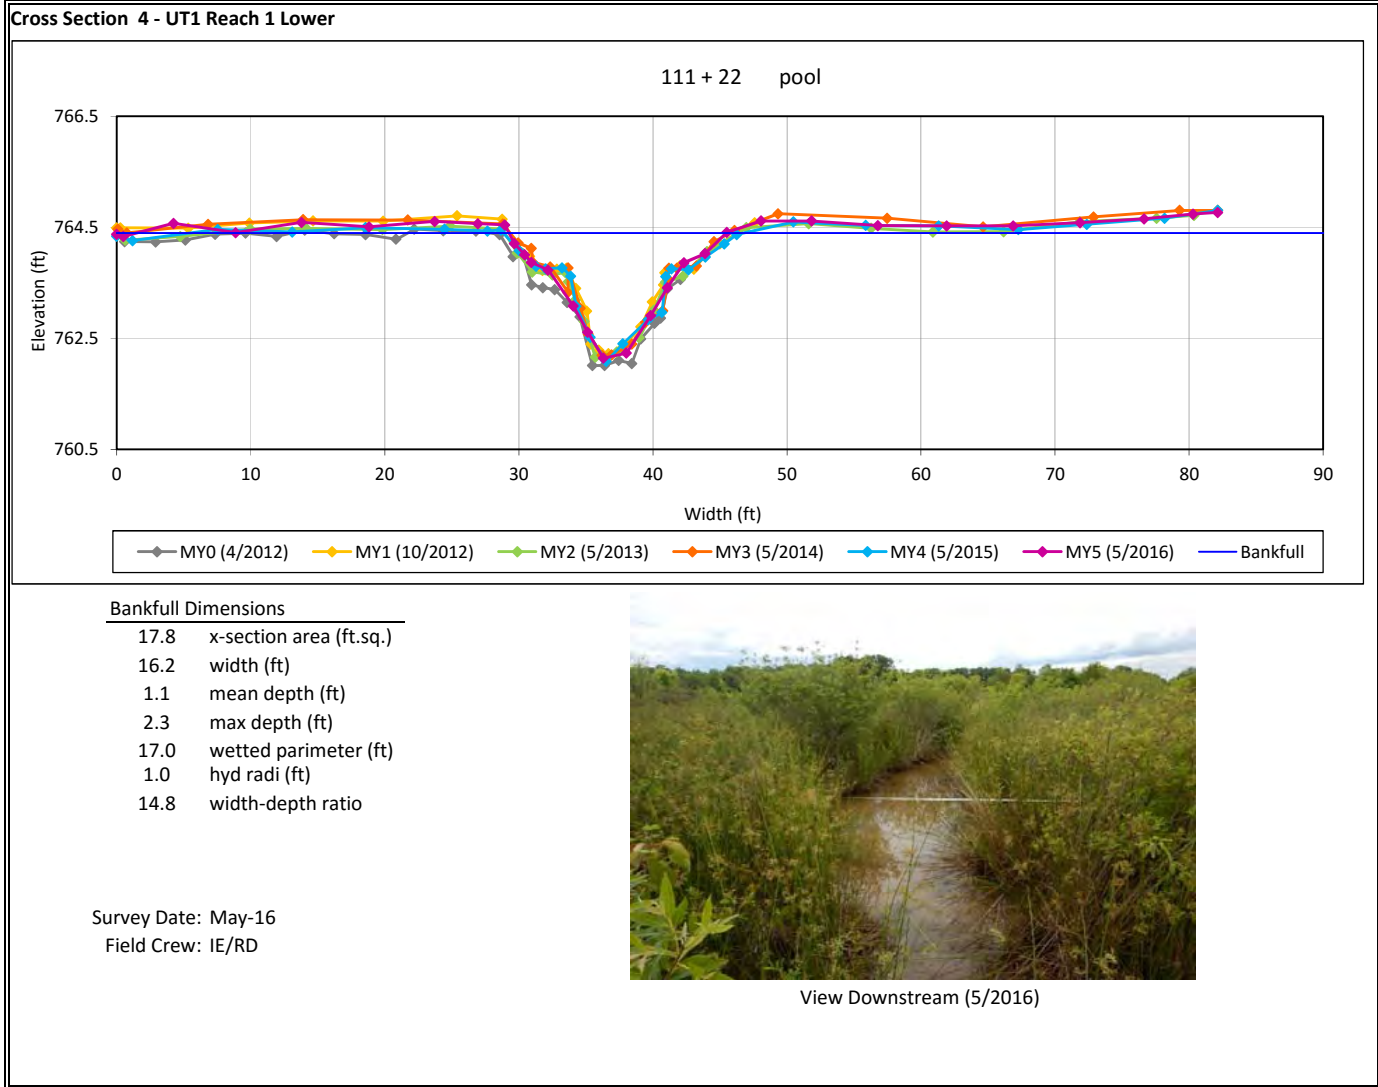 Cross Section 4 - UT1 Reach 1 Lower
111 + 22 pool
766.5
764.5
762.5
760.5
Elevation (ft)
0 10 20 30 40 50 60 70 80 90
Width (ft)
MY0 (4/2012) MY1 (10/2012) MY2 (5/2013) MY3 (5/2014) MY4 (5/2015) MY5 (5/2016) Bankfull
Bankfull Dimensions
17.8 x-section area (ft.sq.)
16.2 width (ft)
1.1 mean depth (ft)
2.3 max depth (ft)
17.0 wetted parimeter (ft)
1.0 hyd radi (ft)
14.8 width-depth ratio
Survey Date: May-16
Field Crew: IE/RD
View Downstream (5/2016)